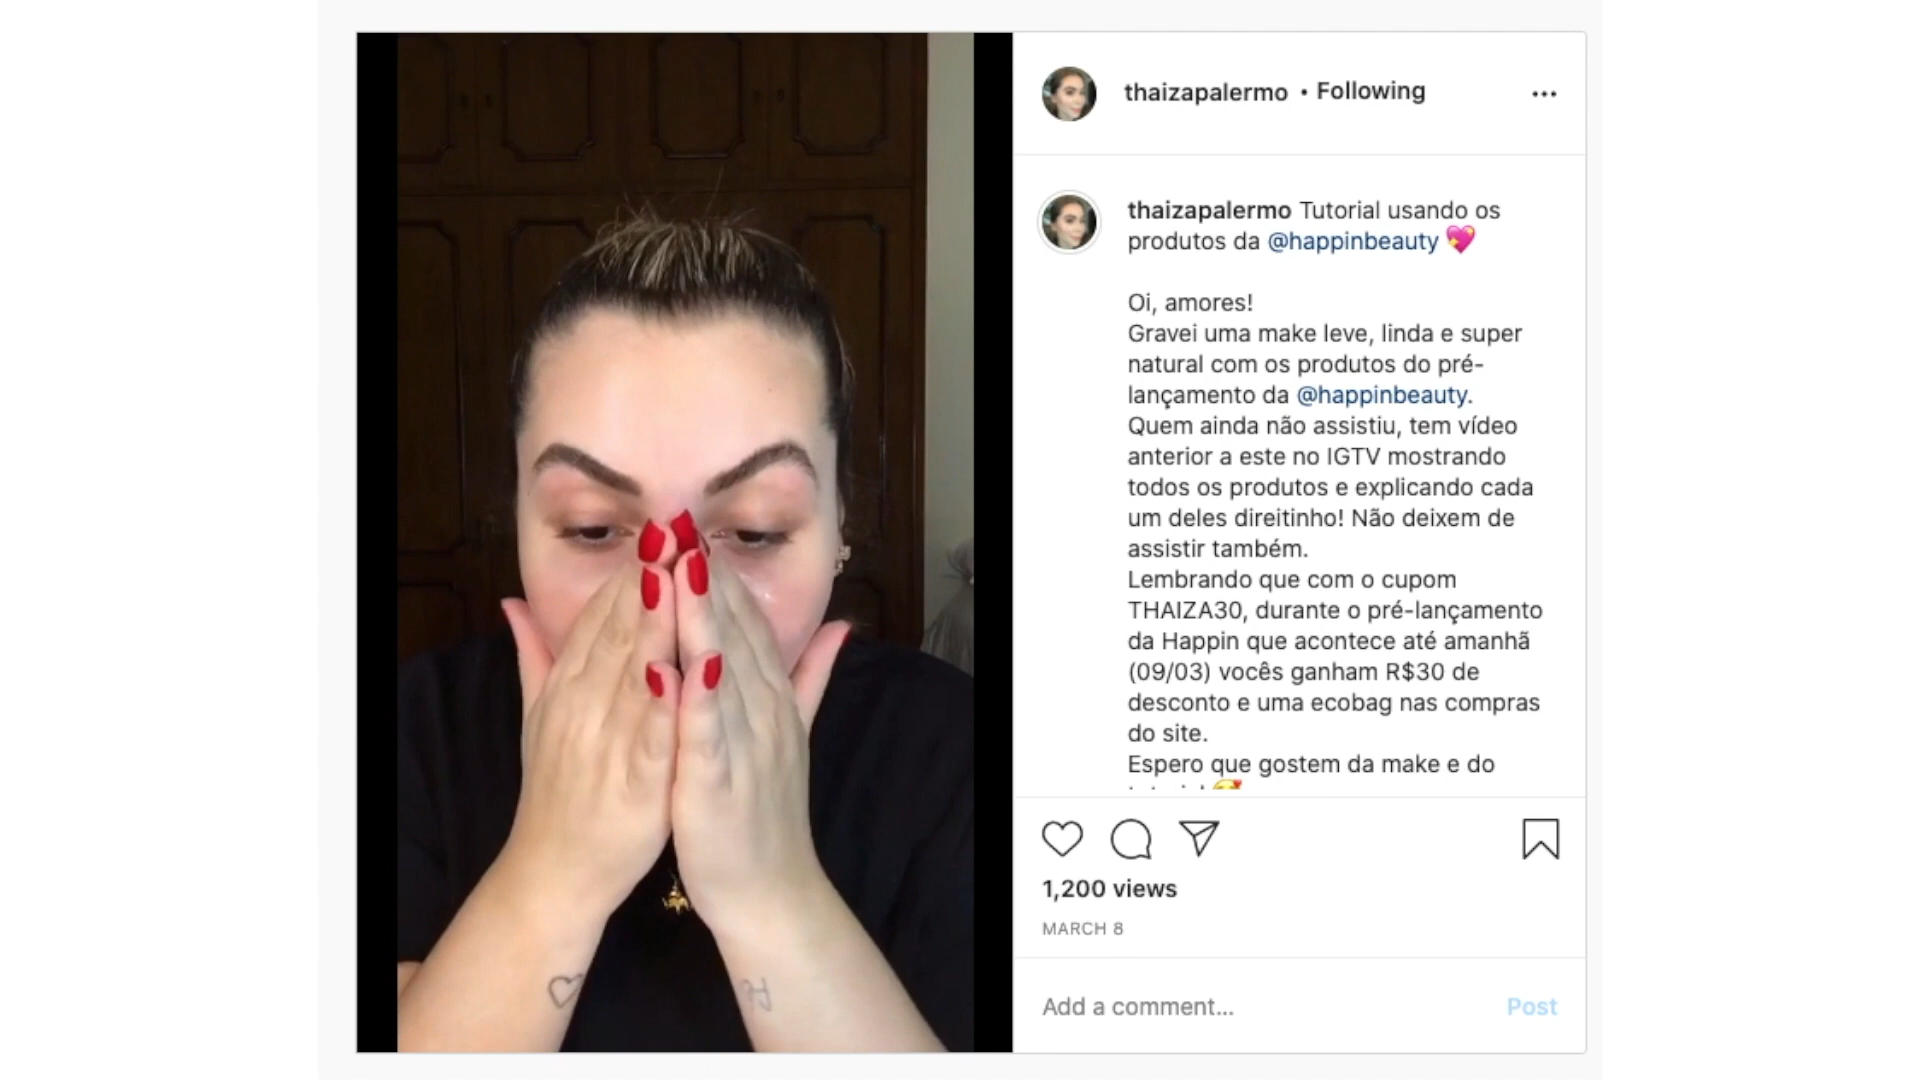 thaizapalermo • Following
thaizapalermo Tutorial usando os
produtos da @happinbeauty 💖
Oi, amores!
Gravei uma make leve, linda e super
natural com os produtos do pré-
lançamento da @happinbeauty.
Quem ainda não assistiu, tem vídeo
anterior a este no IGTV mostrando
todos os produtos e explicando cada
um deles direitinho! Não deixem de
assistir também.
Lembrando que com o cupom
THAIZA30, durante o pré-lançamento
da Happin que acontece até amanhã
(09/03) vocês ganham R$30 de
desconto e uma ecobag nas compras
do site.
Espero que gostem da make e do
1,200 views
MARCH 8
Add a comment...
Post